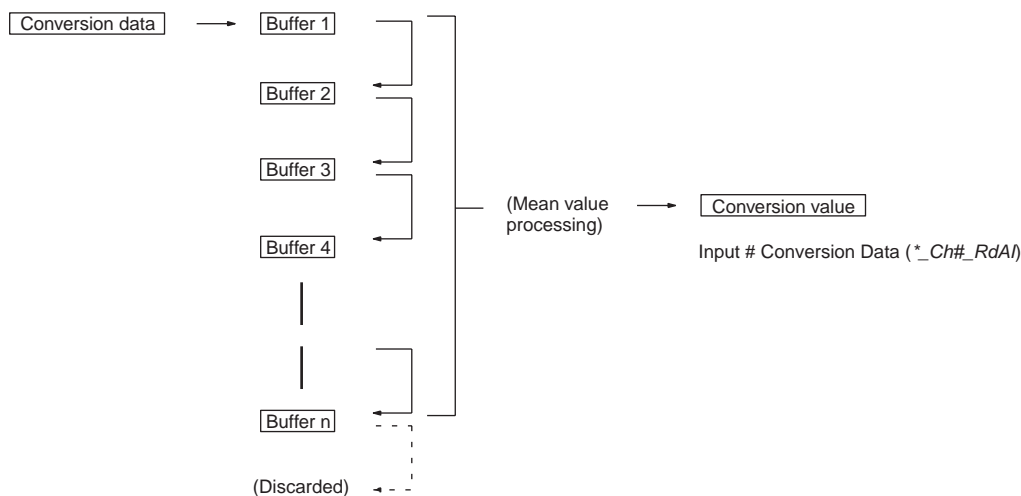 Conversion data
Buffer 1
Buffer 2
Buffer 3
Buffer 4
Buffer n
(Discarded)
(Mean value
processing)
Conversion value
Input # Conversion Data (*_Ch#_RdAI)